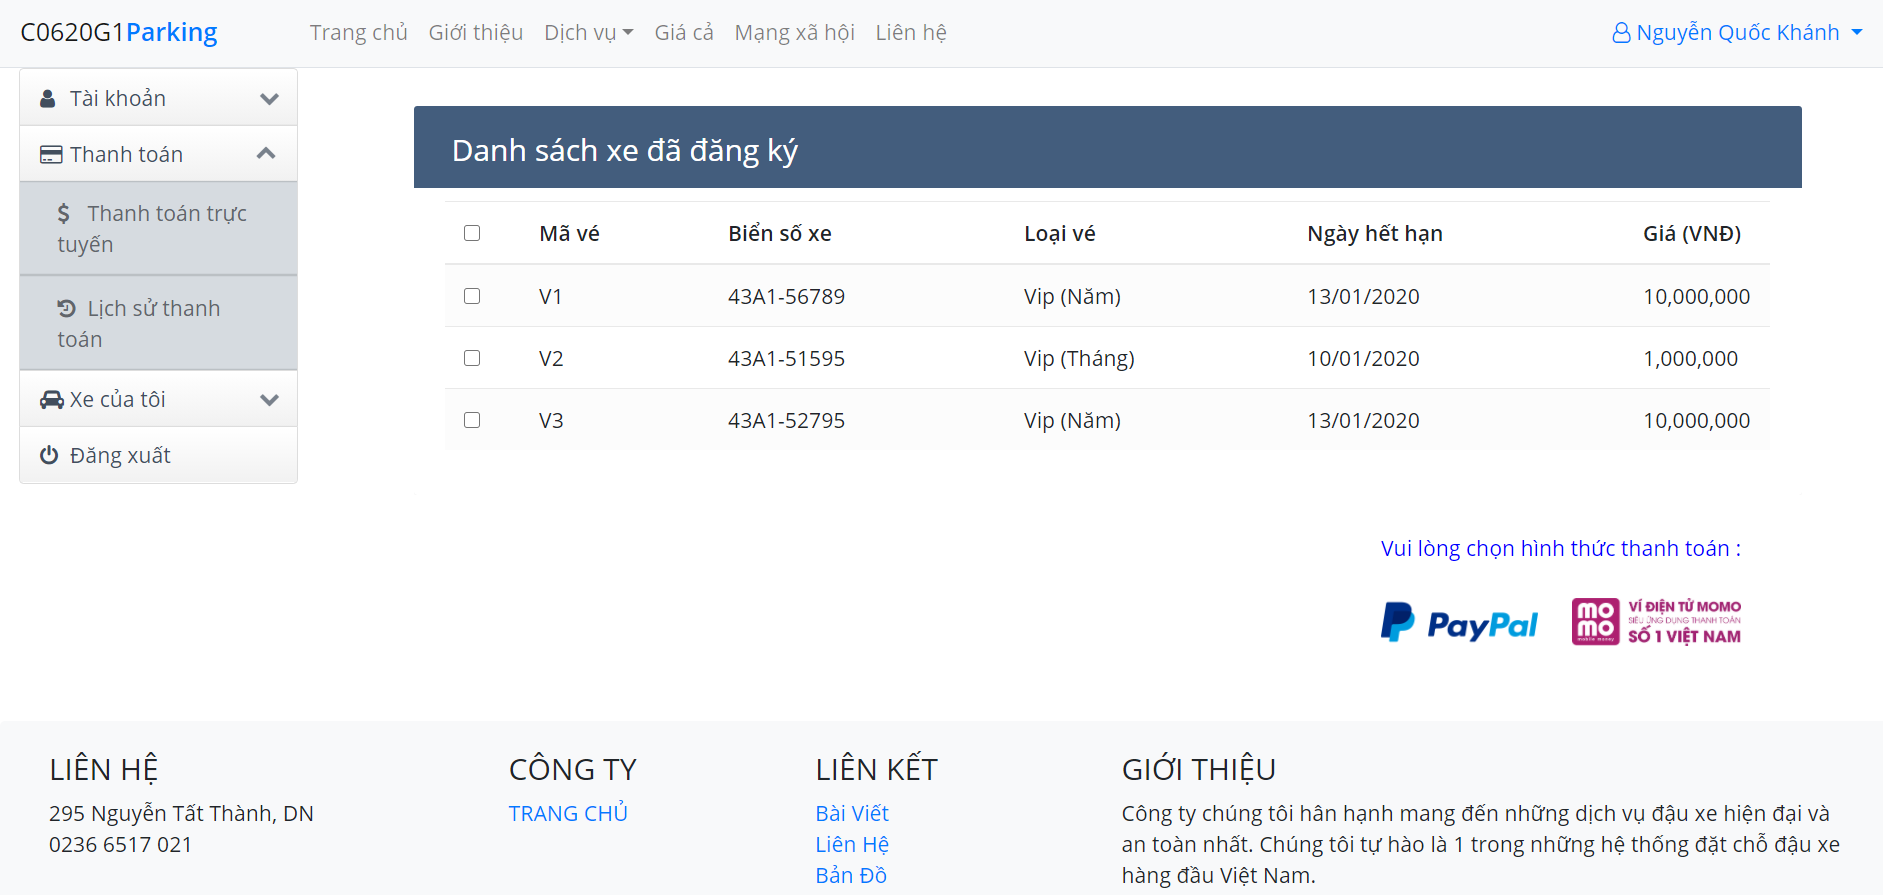 C0620G1Parking
Trang chủ Giới thiệu Dịch vụ Giá cả Mạng xã hội Liên hệ
Nguyễn Quốc Khánh
Tài khoản
Thanh toán
$ Thanh toán trực
tuyến
Lịch sử thanh
toán
Xe của tôi
Đăng xuất
Danh sách xe đã đăng ký
Mã vé Biển số xe Loại vé Ngày hết hạn Giá (VNĐ)
V1 43A1-56789 Vip (Năm) 13/01/2020 10,000,000
V2 43A1-51595 Vip (Tháng) 10/01/2020 1,000,000
V3 43A1-52795 Vip (Năm) 13/01/2020 10,000,000
Vui lòng chọn hình thức thanh toán :
PayPal
mo
mo
mobile money
VÍ ĐIỆN TỬ MOMO
SIÊU ỨNG DỤNG THANH TOÁN
SỐ 1 VIỆT NAM
LIÊN HỆ
295 Nguyễn Tất Thành, DN
0236 6517 021
CÔNG TY
TRANG CHỦ
LIÊN KẾT
Bài Viết
Liên Hệ
Bản Đồ
GIỚI THIỆU
Công ty chúng tôi hân hạnh mang đến những dịch vụ đậu xe hiện đại và
an toàn nhất. Chúng tôi tự hào là 1 trong những hệ thống đặt chỗ đậu xe
hàng đầu Việt Nam.